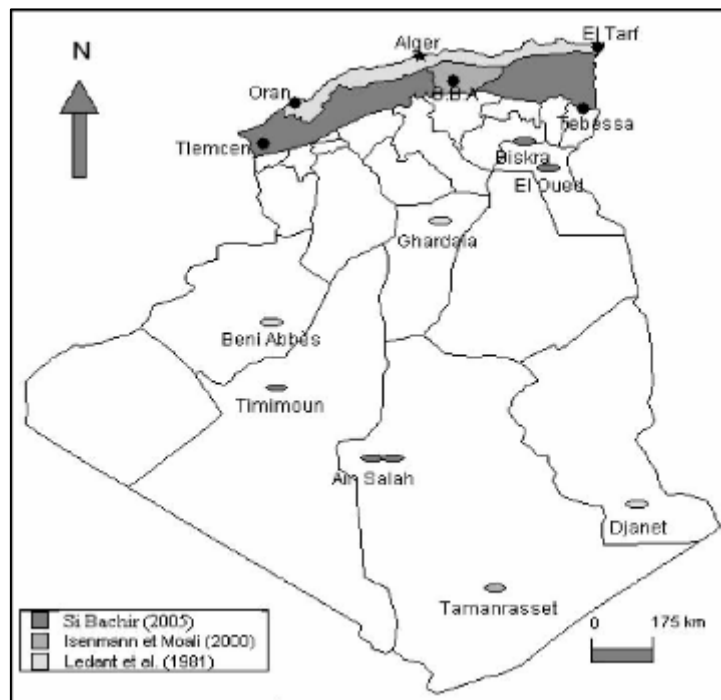 N
Alger
El Tarf
Oran
B.B.A
Tlemcen
Tebessa
Biskra
El Oued
Ghardaia
Beni Abbès
Timimoun
Ain Salah
Djanet
Tamanrasset
Si Bachir (2005)
Isenmann et Moali (2000)
Ledant et al. (1981)
0 175 km